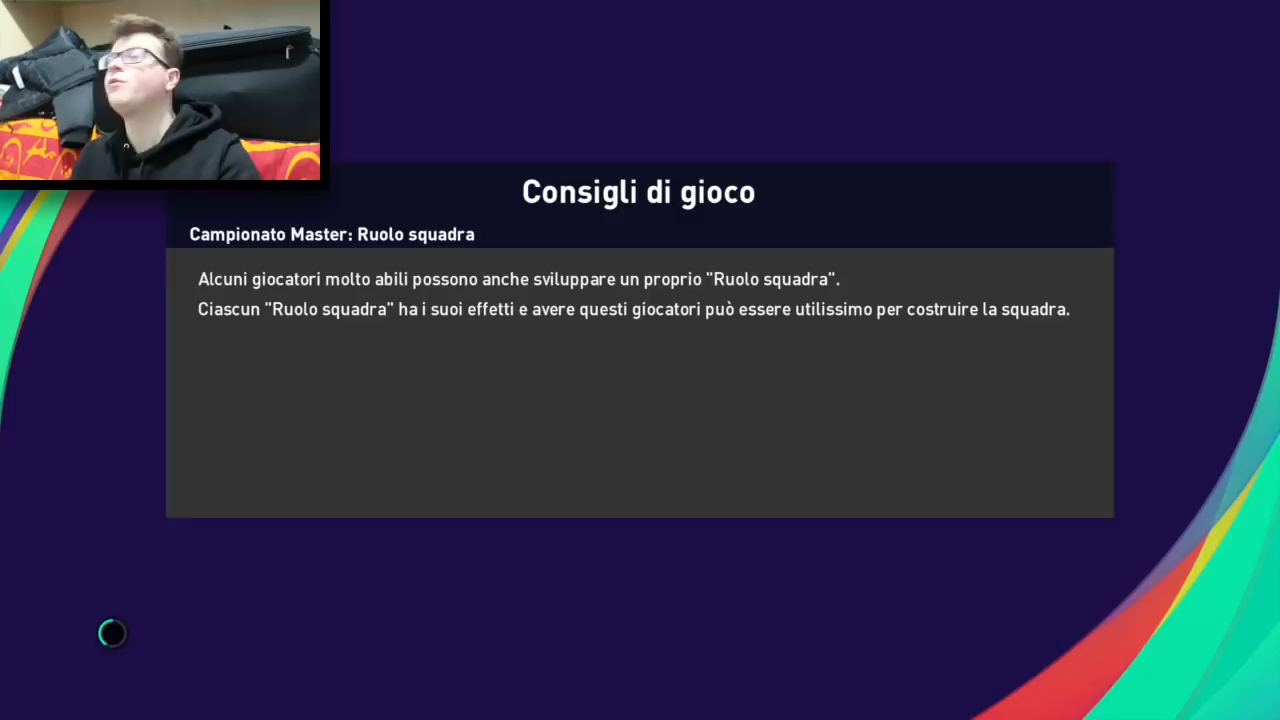 Consigli di gioco
Campionato Master: Ruolo squadra
Alcuni giocatori molto abili possono anche sviluppare un proprio "Ruolo squadra".
Ciascun "Ruolo squadra" ha i suoi effetti e avere questi giocatori può essere utilissimo per costruire la squadra.